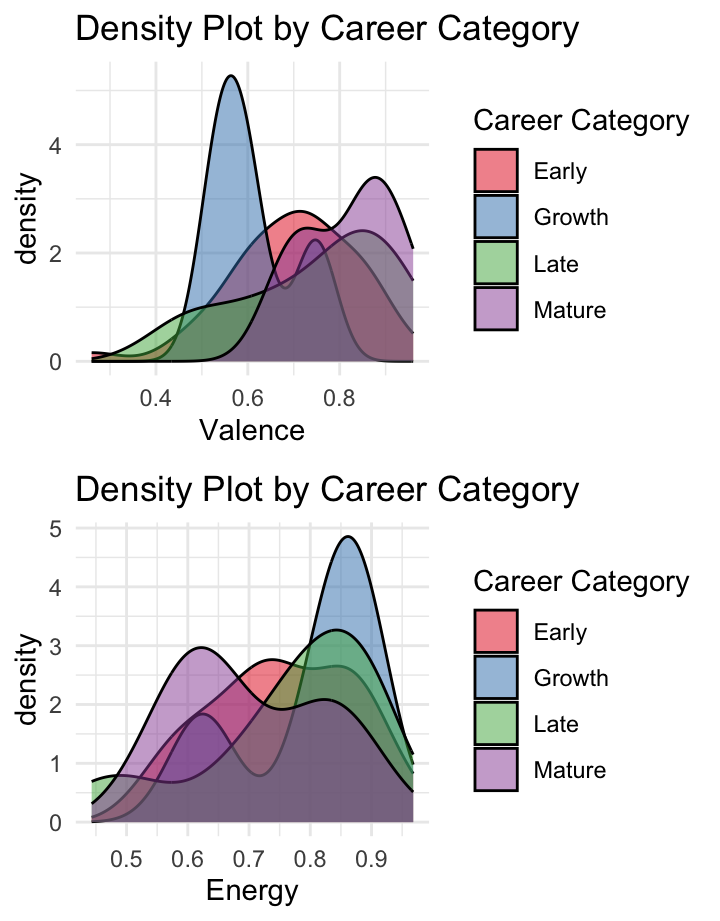 Density Plot by Career Category
density
4
2
0
0.4 0.6 0.8
Valence
Career Category
Early
Growth
Late
Mature
Density Plot by Career Category
density
5
4
3
2
1
0
0.5 0.6 0.7 0.8 0.9
Energy
Career Category
Early
Growth
Late
Mature